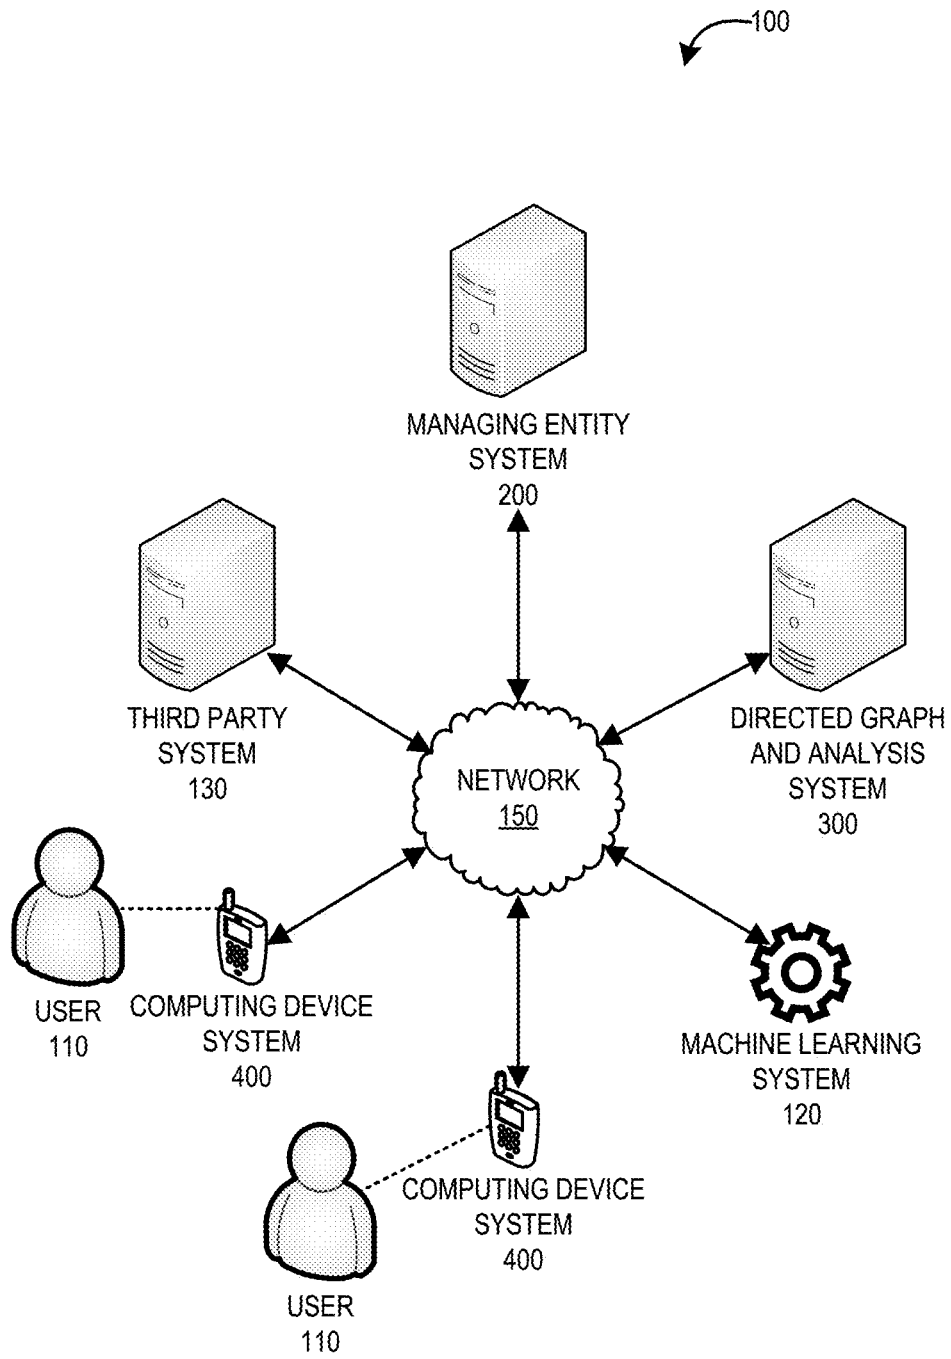 100
MANAGING ENTITY
SYSTEM
200
THIRD PARTY
SYSTEM
130
DIRECTED GRAPH
AND ANALYSIS
SYSTEM
300
NETWORK
150
USER
110
COMPUTING DEVICE
SYSTEM
400
MACHINE LEARNING
SYSTEM
120
COMPUTING DEVICE
SYSTEM
400
USER
110